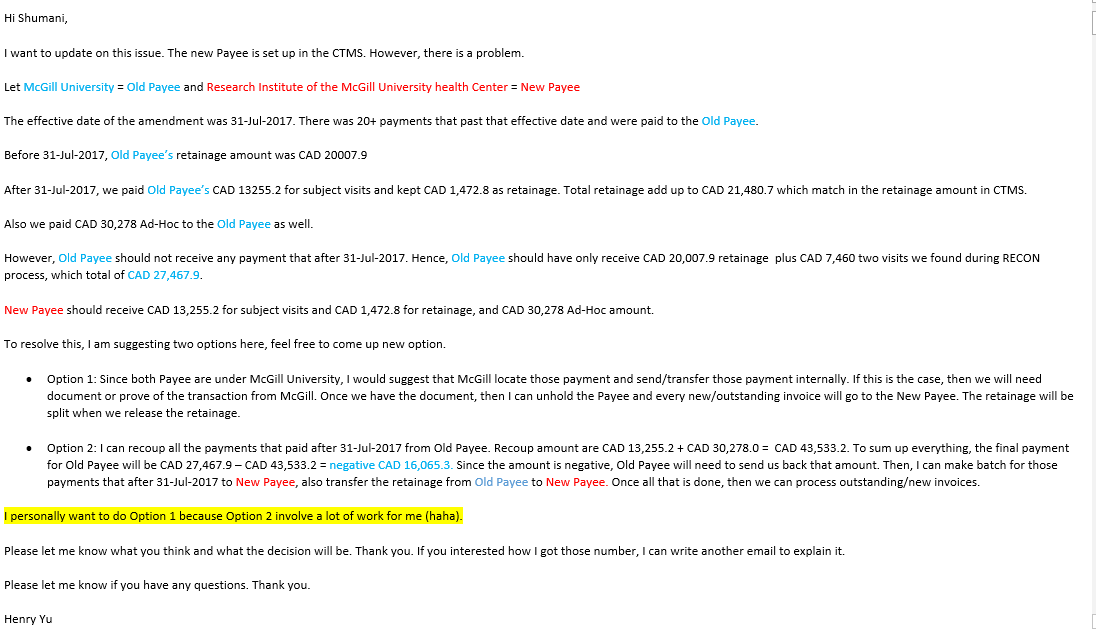 Hi Shumani,
I want to update on this issue. The new Payee is set up in the CTMS. However, there is a problem.
Let McGill University = Old Payee and Research Institute of the McGill University health Center = New Payee
The effective date of the amendment was 31-Jul-2017. There was 20+ payments that past that effective date and were paid to the Old Payee.
Before 31-Jul-2017, Old Payee’s retainage amount was CAD 20007.9
After 31-Jul-2017, we paid Old Payee’s CAD 13255.2 for subject visits and kept CAD 1,472.8 as retainage. Total retainage add up to CAD 21,480.7 which match in the retainage amount in CTMS.
Also we paid CAD 30,278 Ad-Hoc to the Old Payee as well.
However, Old Payee should not receive any payment that after 31-Jul-2017. Hence, Old Payee should have only receive CAD 20,007.9 retainage  plus CAD 7,460 two visits we found during RECON
process, which total of CAD 27,467.9.
New Payee should receive CAD 13,255.2 for subject visits and CAD 1,472.8 for retainage, and CAD 30,278 Ad-Hoc amount.
To resolve this, I am suggesting two options here, feel free to come up new option.
• Option 1: Since both Payee are under McGill University, I would suggest that McGill locate those payment and send/transfer those payment internally. If this is the case, then we will need
document or prove of the transaction from McGill. Once we have the document, then I can unhold the Payee and every new/outstanding invoice will go to the New Payee. The retainage will be
split when we release the retainage.
• Option 2: I can recoup all the payments that paid after 31-Jul-2017 from Old Payee. Recoup amount are CAD 13,255.2 + CAD 30,278.0 =  CAD 43,533.2. To sum up everything, the final payment
for Old Payee will be CAD 27,467.9 – CAD 43,533.2 = negative CAD 16,065.3. Since the amount is negative, Old Payee will need to send us back that amount. Then, I can make batch for those
payments that after 31-Jul-2017 to New Payee, also transfer the retainage from Old Payee to New Payee. Once all that is done, then we can process outstanding/new invoices.
I personally want to do Option 1 because Option 2 involve a lot of work for me (haha).
Please let me know what you think and what the decision will be. Thank you. If you interested how I got those number, I can write another email to explain it.
Please let me know if you have any questions. Thank you.
Henry Yu